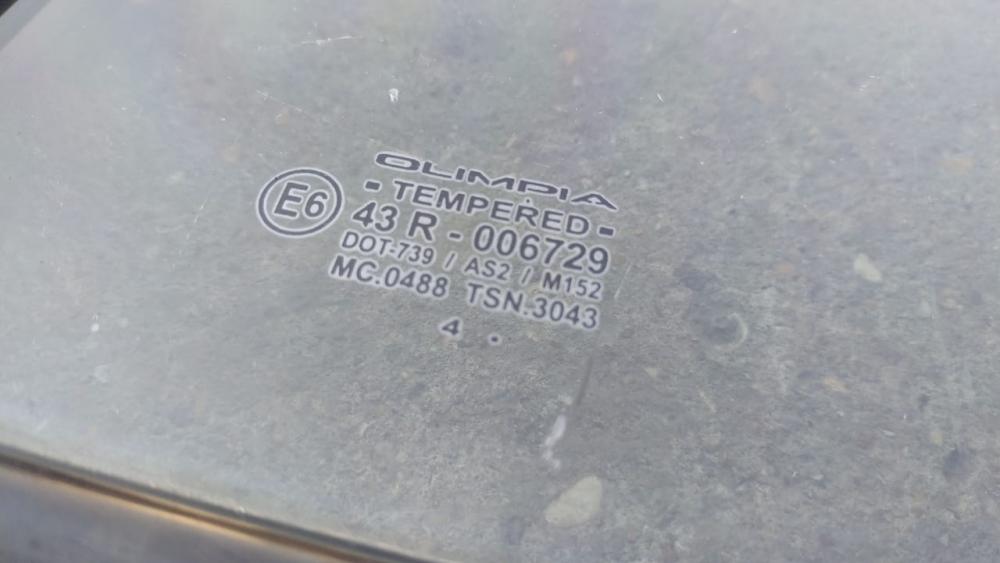 OLIMPIA
- TEMPERED -
E6
43 R - 006729
DOT-739 / AS2 / M152
MC.0488 TSN.3043
4 .